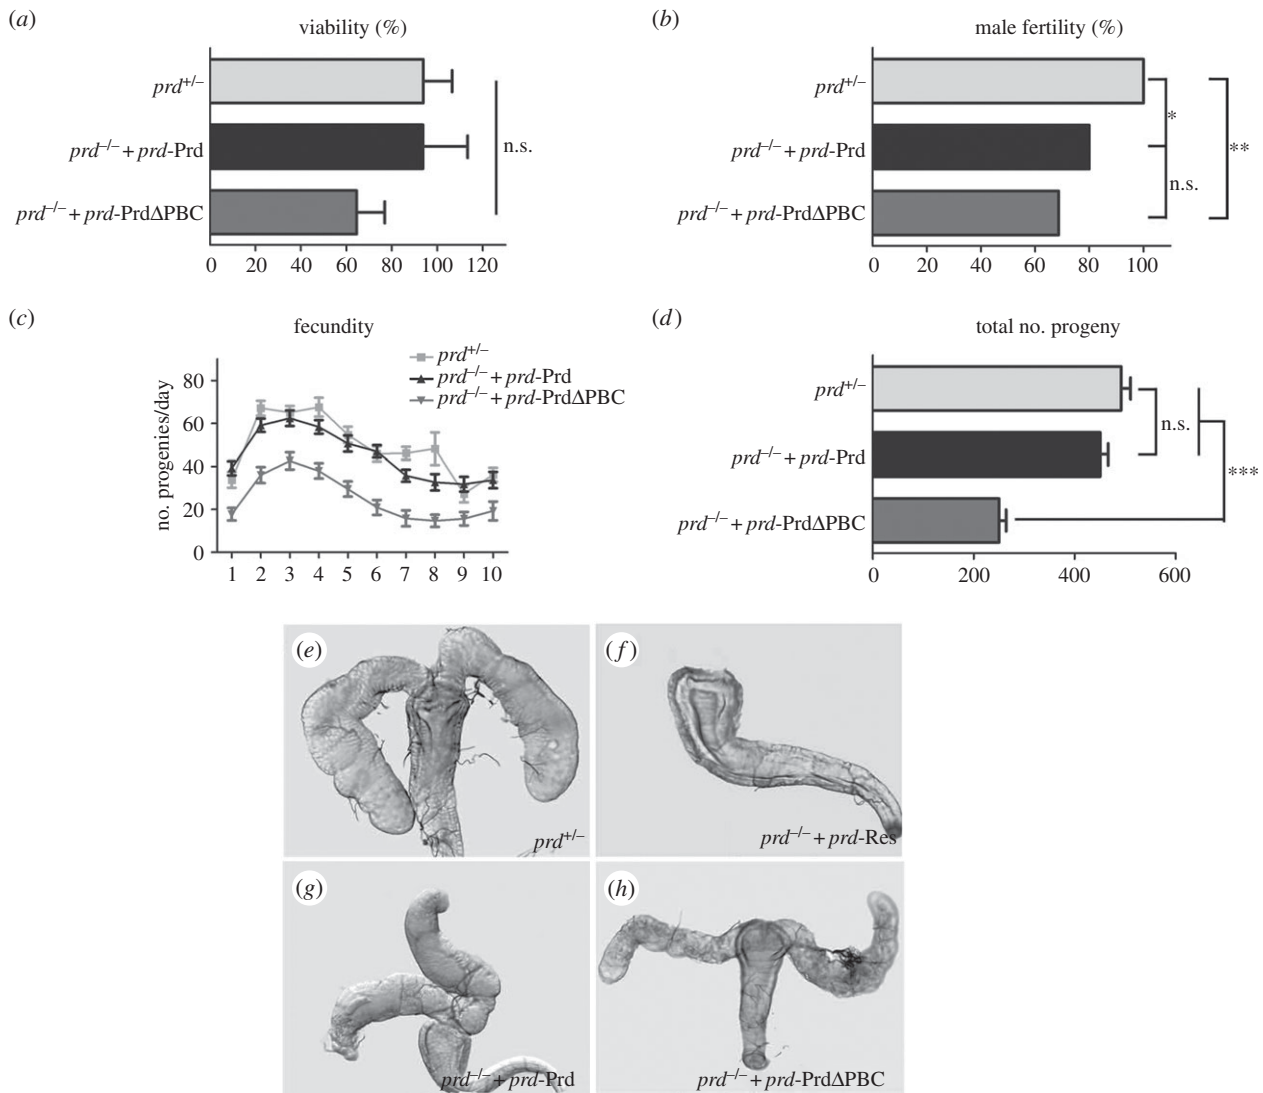 (a)
viability (%)
prd+/–
prd–/– + prd-Prd
prd–/– + prd-PrdΔPBC
n.s.
0 20 40 60 80 100 120
(b)
male fertility (%)
prd+/–
prd–/– + prd-Prd
prd–/– + prd-PrdΔPBC
*
n.s.
**
0 20 40 60 80 100
(c)
fecundity
no. progenies/day
80
60
40
20
0
1 2 3 4 5 6 7 8 9 10
prd+/–
prd–/– + prd-Prd
prd–/– + prd-PrdΔPBC
(d)
total no. progeny
prd+/–
prd–/– + prd-Prd
prd–/– + prd-PrdΔPBC
n.s.
***
0 200 400 600
(e)
prd+/–
(f)
prd–/– + prd-Res
(g)
prd–/– + prd-Prd
(h)
prd–/– + prd-PrdΔPBC